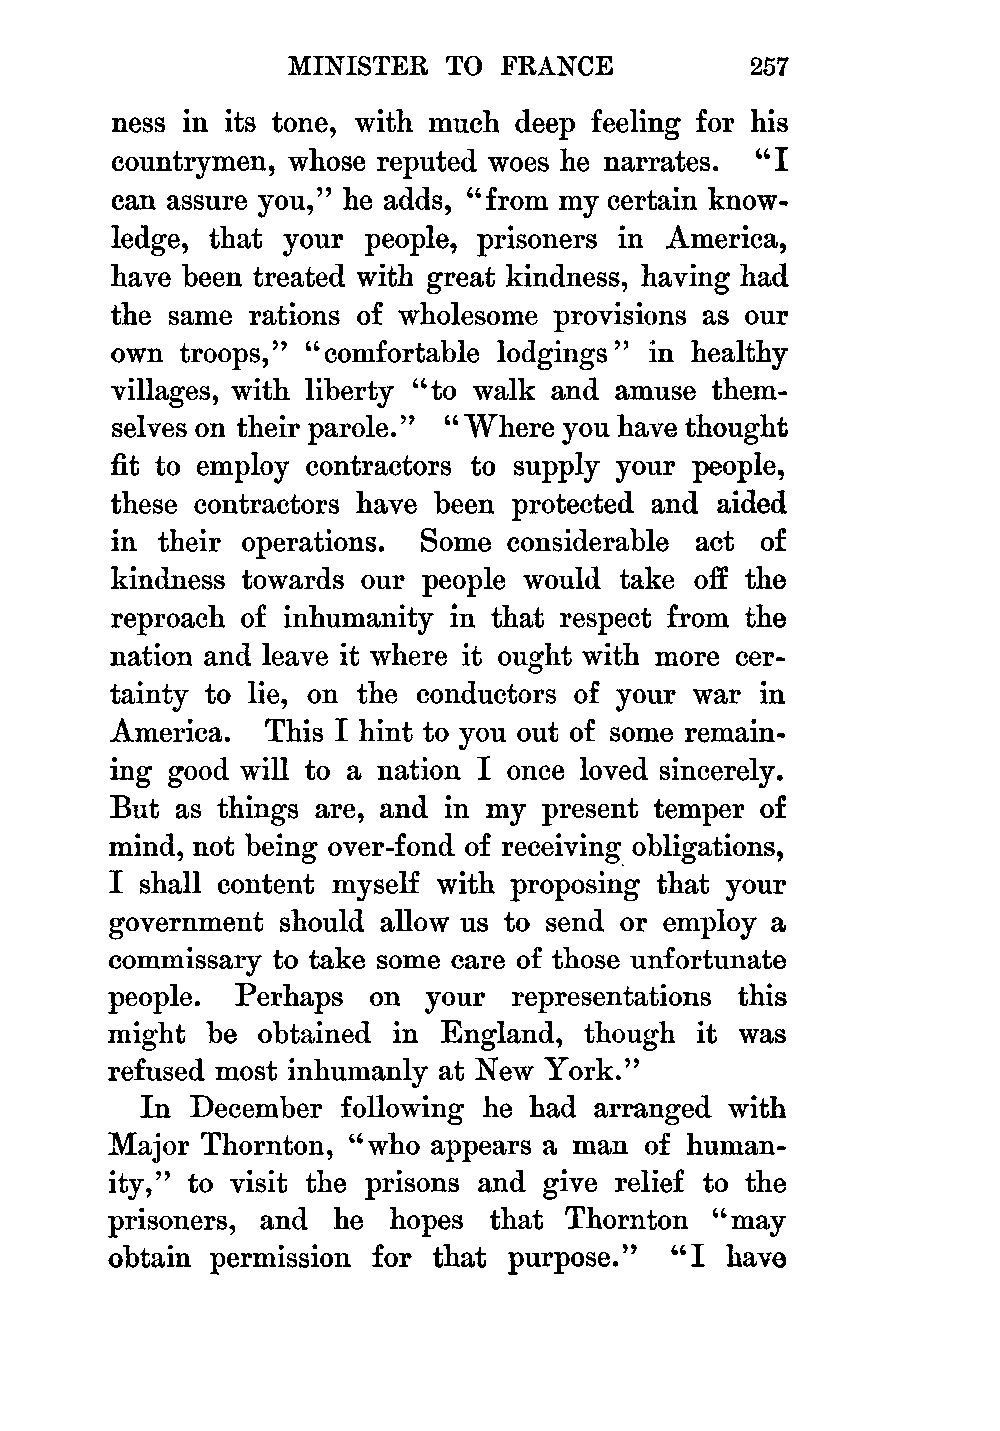 MINISTER TO FRANCE 257
ness in its tone, with much deep feeling for his
countrymen, whose reputed woes he narrates. "I
can assure you," he adds, "from my certain know-
ledge, that your people, prisoners in America,
have been treated with great kindness, having had
the same rations of wholesome provisions as our
own troops," "comfortable lodgings" in healthy
villages, with liberty "to walk and amuse them-
selves on their parole." "Where you have thought
fit to employ contractors to supply your people,
these contractors have been protected and aided
in their operations. Some considerable act of
kindness towards our people would take off the
reproach of inhumanity in that respect from the
nation and leave it where it ought with more cer-
tainty to lie, on the conductors of your war in
America. This I hint to you out of some remain-
ing good will to a nation I once loved sincerely.
But as things are, and in my present temper of
mind, not being over-fond of receiving obligations,
I shall content myself with proposing that your
government should allow us to send or employ a
commissary to take some care of those unfortunate
people. Perhaps on your representations this
might be obtained in England, though it was
refused most inhumanly at New York."
In December following he had arranged with
Major Thornton, "who appears a man of human-
ity," to visit the prisons and give relief to the
prisoners, and he hopes that Thornton "may
obtain permission for that purpose." "I have